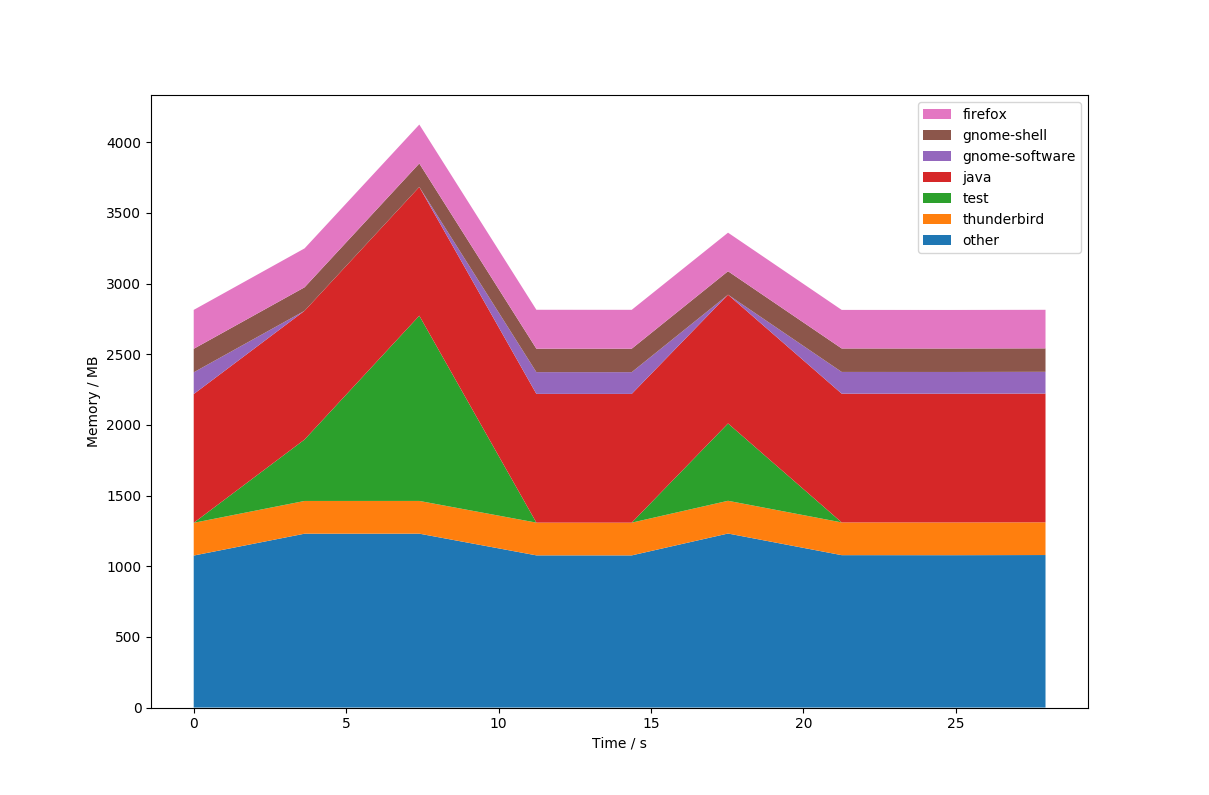 firefox
gnome-shell
gnome-software
java
test
thunderbird
other
4000
3500
3000
2500
2000
1500
1000
500
0
Memory / MB
0 5 10 15 20 25
Time / s